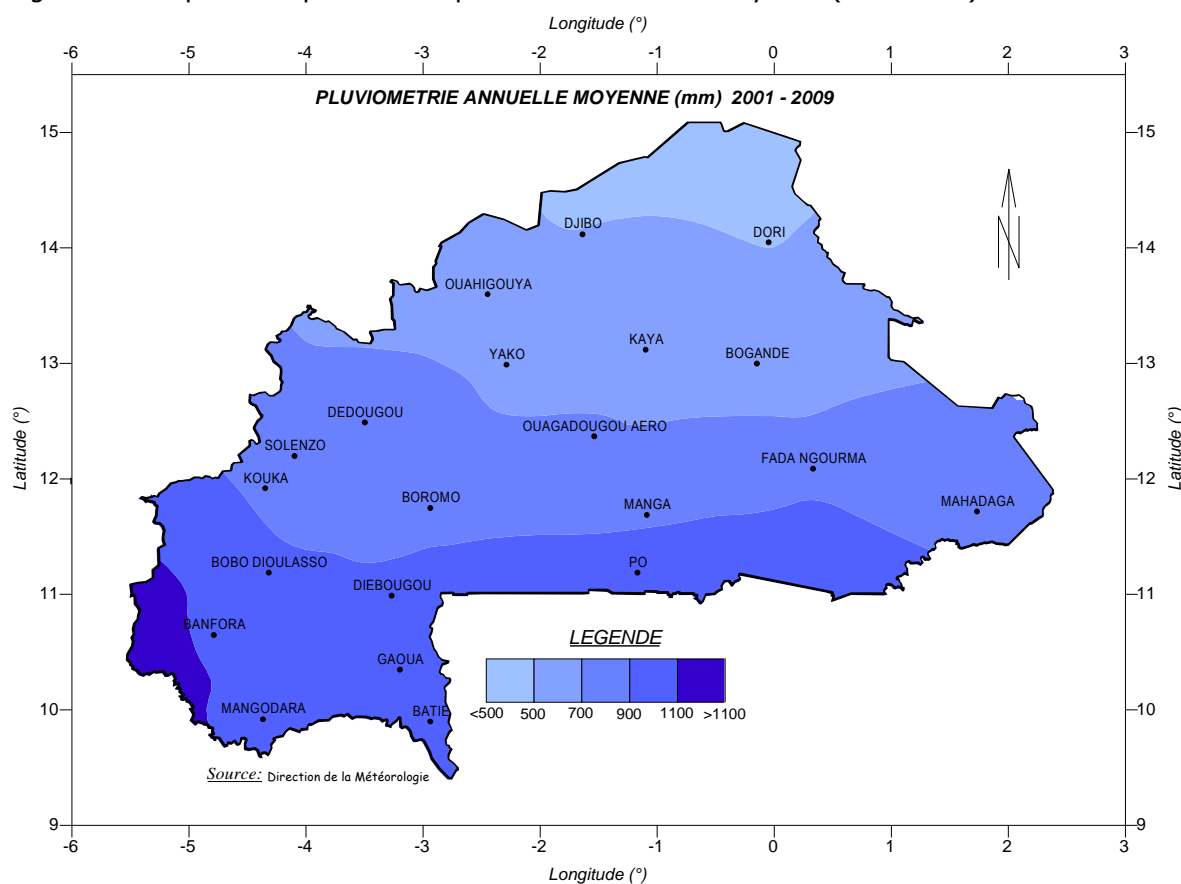 Longitude (°)
-6 -5 -4 -3 -2 -1 0 1 2 3
PLUVIOMETRIE ANNUELLE MOYENNE (mm) 2001 - 2009
15 15
DJIBO
DORI
14 14
OUAHIGOUYA
KAYA
YAKO
BOGANDE
13 13
DEDOUGOU
OUAGADOUGOU AERO
SOLENZO
FADA NGOURMA
Latitude (°) Latitude (°)
12 12
KOUKA
BOROMO
MANGA
MAHADAGA
BOBO DIOULASSO
PO
DIEBOUGOU
11 11
BANFORA
LEGENDE
GAOUA
MANGODARA
BATIE
<500 500 700 900 1100 >1100
10 10
Source: Direction de la Météorologie
9 9
-6 -5 -4 -3 -2 -1 0 1 2 3
Longitude (°)